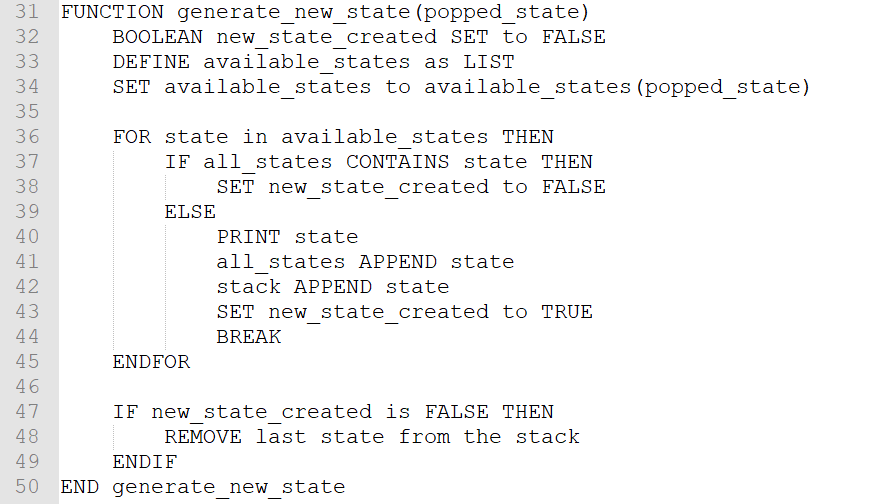 31 FUNCTION generate_new_state(popped_state)
32     BOOLEAN new_state_created SET to FALSE
33     DEFINE available_states as LIST
34     SET available_states to available_states(popped_state)
35
36     FOR state in available_states THEN
37         IF all_states CONTAINS state THEN
38             SET new_state_created to FALSE
39         ELSE
40             PRINT state
41             all_states APPEND state
42             stack APPEND state
43             SET new_state_created to TRUE
44             BREAK
45     ENDFOR
46
47     IF new_state_created is FALSE THEN
48         REMOVE last state from the stack
49     ENDIF
50 END generate_new_state